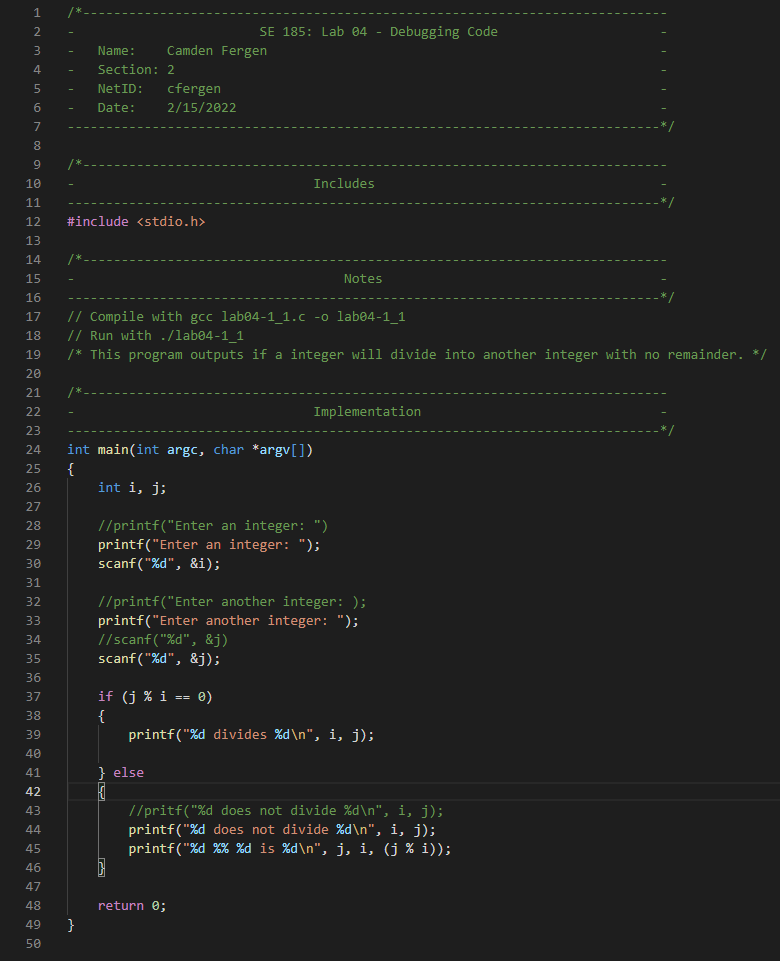 1 /*----------------------------------------------------------------------------
2 - SE 185: Lab 04 - Debugging Code -
3 - Name: Camden Fergen -
4 - Section: 2 -
5 - NetID: cfergen -
6 - Date: 2/15/2022 -
7 -----------------------------------------------------------------------------*/
8
9 /*----------------------------------------------------------------------------
10 - Includes -
11 -----------------------------------------------------------------------------*/
12 #include <stdio.h>
13
14 /*----------------------------------------------------------------------------
15 - Notes -
16 -----------------------------------------------------------------------------*/
17 // Compile with gcc lab04-1_1.c -o lab04-1_1
18 // Run with ./lab04-1_1
19 /* This program outputs if a integer will divide into another integer with no remainder. */
20
21 /*----------------------------------------------------------------------------
22 - Implementation -
23 -----------------------------------------------------------------------------*/
24 int main(int argc, char *argv[])
25 {
26 int i, j;
27
28 //printf("Enter an integer: ")
29 printf("Enter an integer: ");
30 scanf("%d", &i);
31
32 //printf("Enter another integer: );
33 printf("Enter another integer: ");
34 //scanf("%d", &j)
35 scanf("%d", &j);
36
37 if (j % i == 0)
38 {
39 printf("%d divides %d\n", i, j);
40
41 } else
42 {
43 //pritf("%d does not divide %d\n", i, j);
44 printf("%d does not divide %d\n", i, j);
45 printf("%d %% %d is %d\n", j, i, (j % i));
46 }
47
48 return 0;
49 }
50